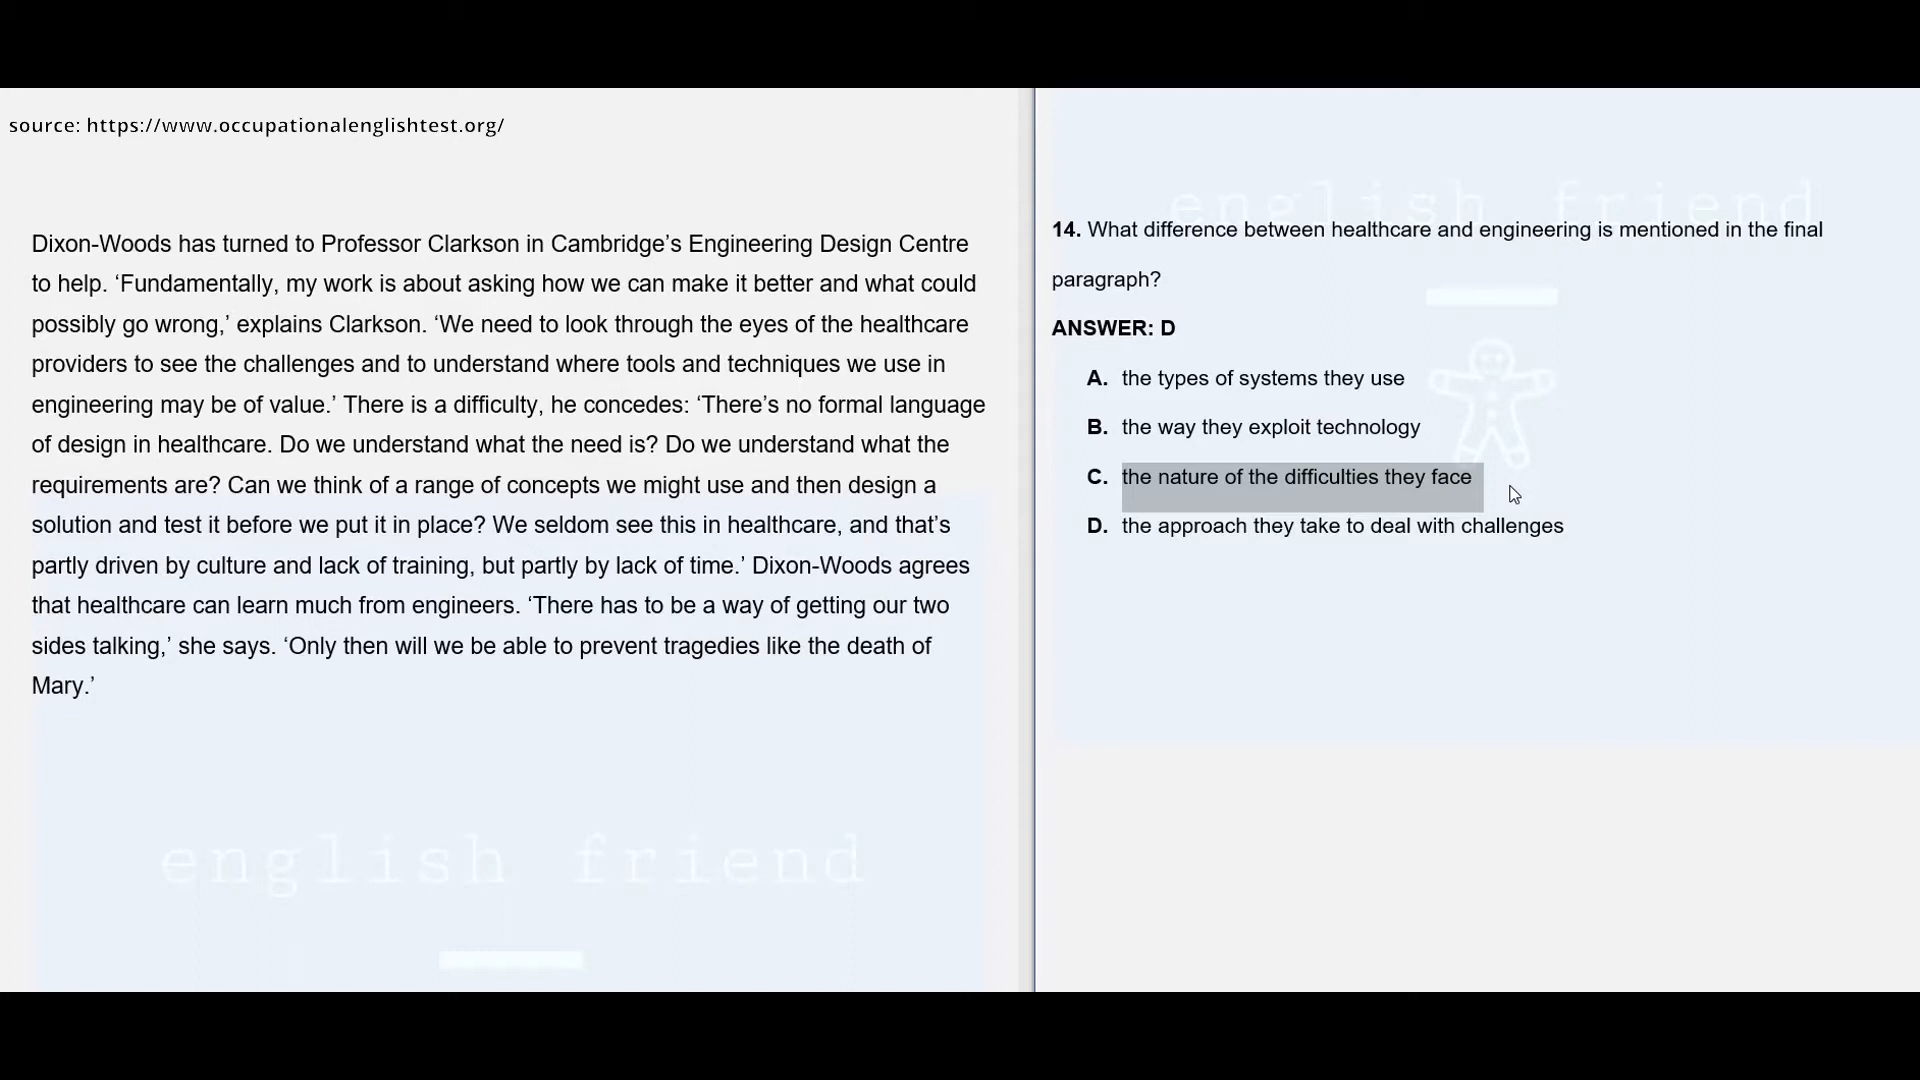 source: https://www.occupationalenglishtest.org/
Dixon-Woods has turned to Professor Clarkson in Cambridge’s Engineering Design Centre
to help. ‘Fundamentally, my work is about asking how we can make it better and what could
possibly go wrong,’ explains Clarkson. ‘We need to look through the eyes of the healthcare
providers to see the challenges and to understand where tools and techniques we use in
engineering may be of value.’ There is a difficulty, he concedes: ‘There’s no formal language
of design in healthcare. Do we understand what the need is? Do we understand what the
requirements are? Can we think of a range of concepts we might use and then design a
solution and test it before we put it in place? We seldom see this in healthcare, and that’s
partly driven by culture and lack of training, but partly by lack of time.’ Dixon-Woods agrees
that healthcare can learn much from engineers. ‘There has to be a way of getting our two
sides talking,’ she says. ‘Only then will we be able to prevent tragedies like the death of
Mary.’
english friend
english friend
14. What difference between healthcare and engineering is mentioned in the final
paragraph?
ANSWER: D
A. the types of systems they use
B. the way they exploit technology
C. the nature of the difficulties they face
D. the approach they take to deal with challenges